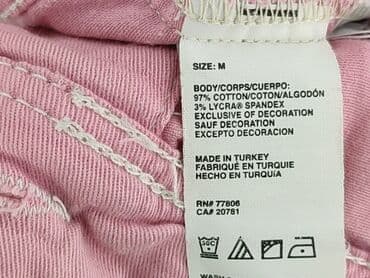 SIZE: M
BODY/CORPS/CUERPO:
97% COTTON/COTON/ALGODÓN
3% LYCRA® SPANDEX
EXCLUSIVE OF DECORATION
SAUF DECORATION
EXCEPTO DECORACION
MADE IN TURKEY
FABRIQUÉ EN TURQUIE
HECHO EN TURQUíA
RN# 77806
CA# 20781